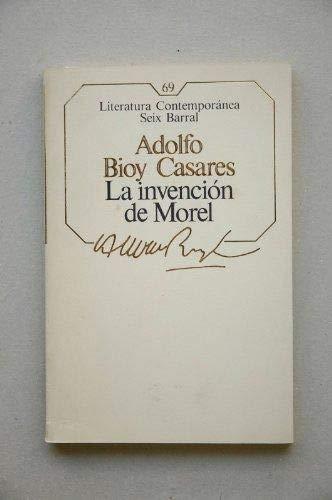 69
Literatura Contemporánea
Seix Barral
Adolfo
Bioy Casares
La invención
de Morel